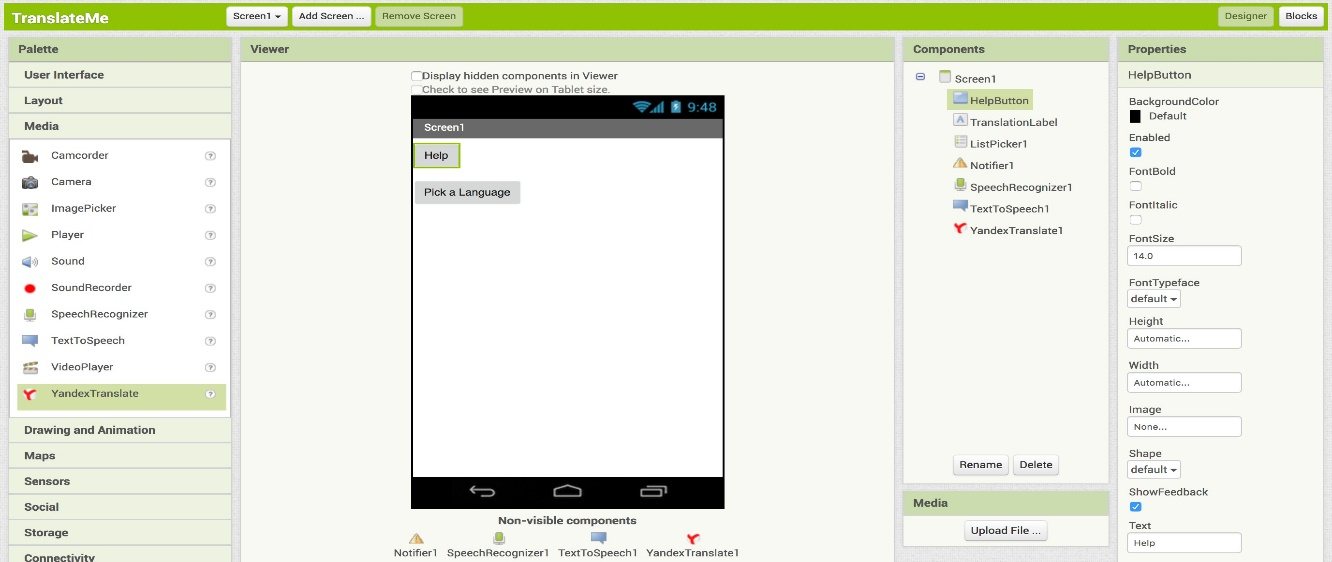 TranslateMe
Screen1
Add Screen ...
Remove Screen
Designer
Blocks
Palette
User Interface
Layout
Media
Camcorder
Camera
ImagePicker
Player
Sound
SoundRecorder
SpeechRecognizer
TextToSpeech
VideoPlayer
YandexTranslate
Drawing and Animation
Maps
Sensors
Social
Storage
Connectivity
Viewer
Display hidden components in Viewer
Check to see Preview on Tablet size.
9:48
Screen1
Help
Pick a Language
Non-visible components
Notifier1 SpeechRecognizer1 TextToSpeech1 YandexTranslate1
Components
Screen1
HelpButton
TranslationLabel
ListPicker1
Notifier1
SpeechRecognizer1
TextToSpeech1
YandexTranslate1
Rename
Delete
Media
Upload File ...
Properties
HelpButton
BackgroundColor
Default
Enabled
FontBold
FontItalic
FontSize
14.0
FontTypeface
default
Height
Automatic...
Width
Automatic...
Image
None...
Shape
default
ShowFeedback
Text
Help